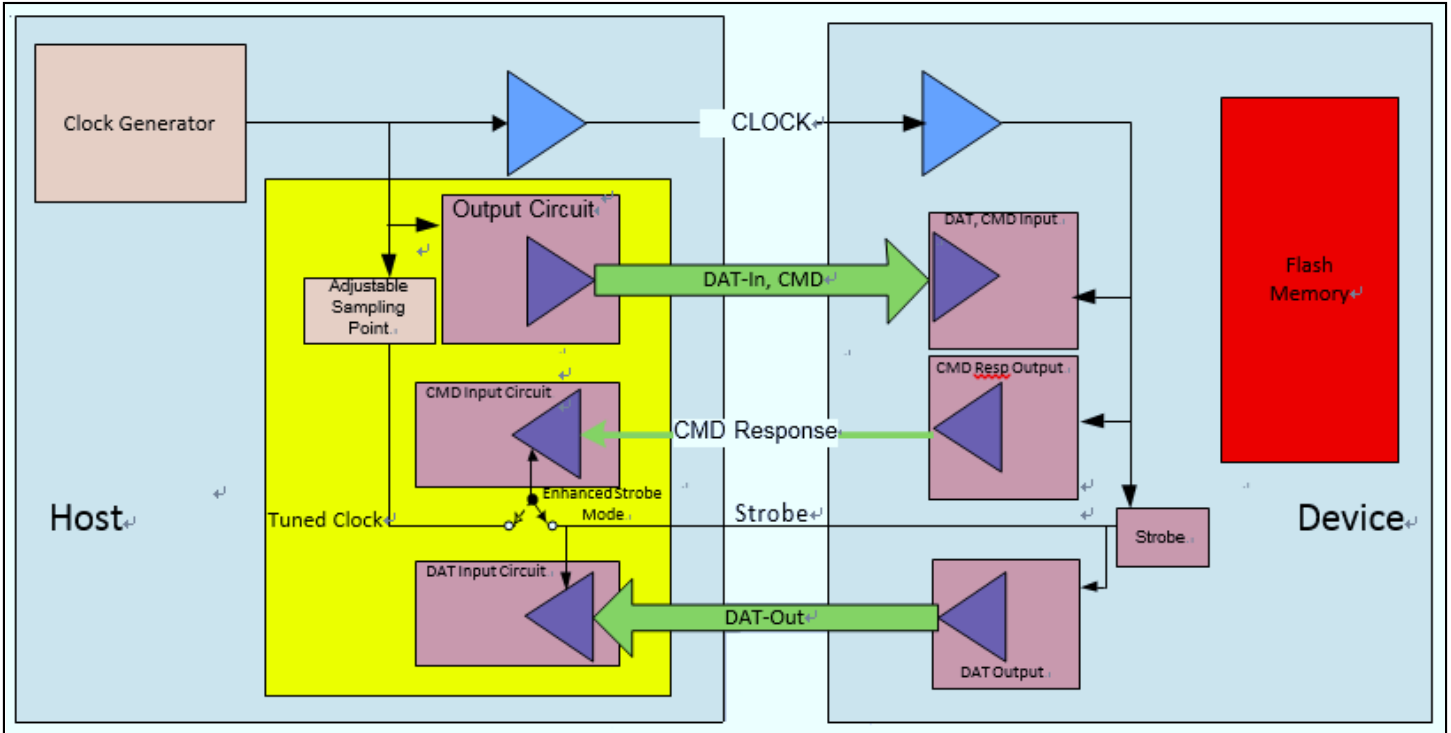 Clock Generator
CLOCK
Output Circuit
DAT, CMD Input
Flash
Memory
DAT-In, CMD
Adjustable
Sampling
Point
CMD Input Circuit
CMD Resp Output
CMD Response
Enhanced Strobe
Mode
Host
Tuned Clock
Strobe
Strobe
Device
DAT Input Circuit
DAT-Out
DAT Output